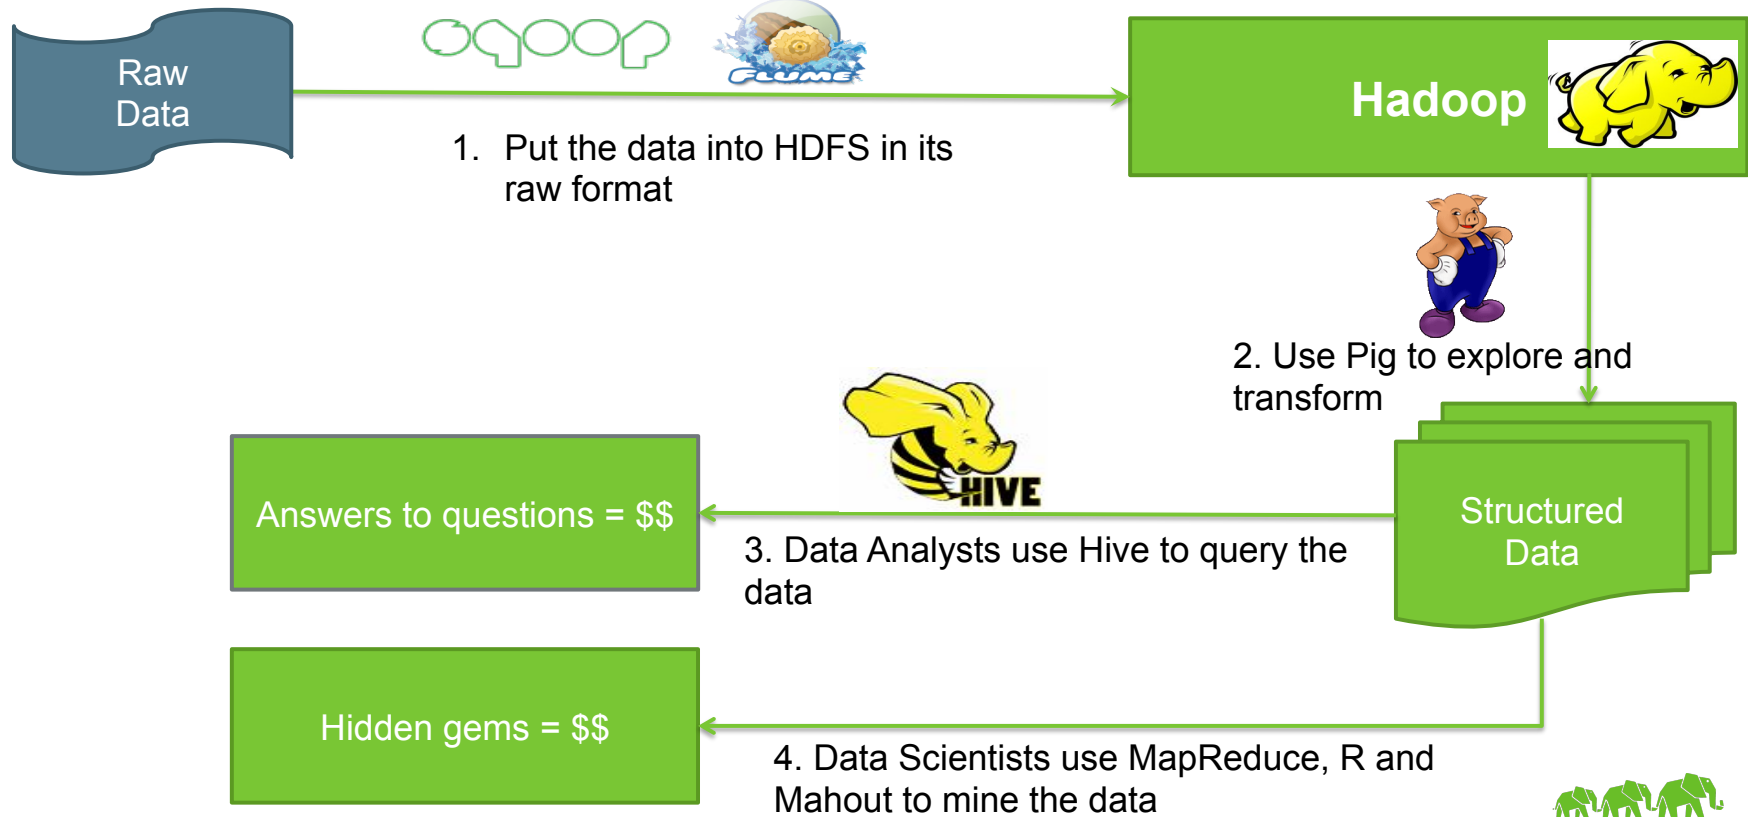 Raw
Data
sqoop
FLUME
Hadoop
1. Put the data into HDFS in its
raw format
2. Use Pig to explore and
transform
HIVE
Answers to questions = $$
3. Data Analysts use Hive to query the
data
Structured
Data
Hidden gems = $$
4. Data Scientists use MapReduce, R and
Mahout to mine the data